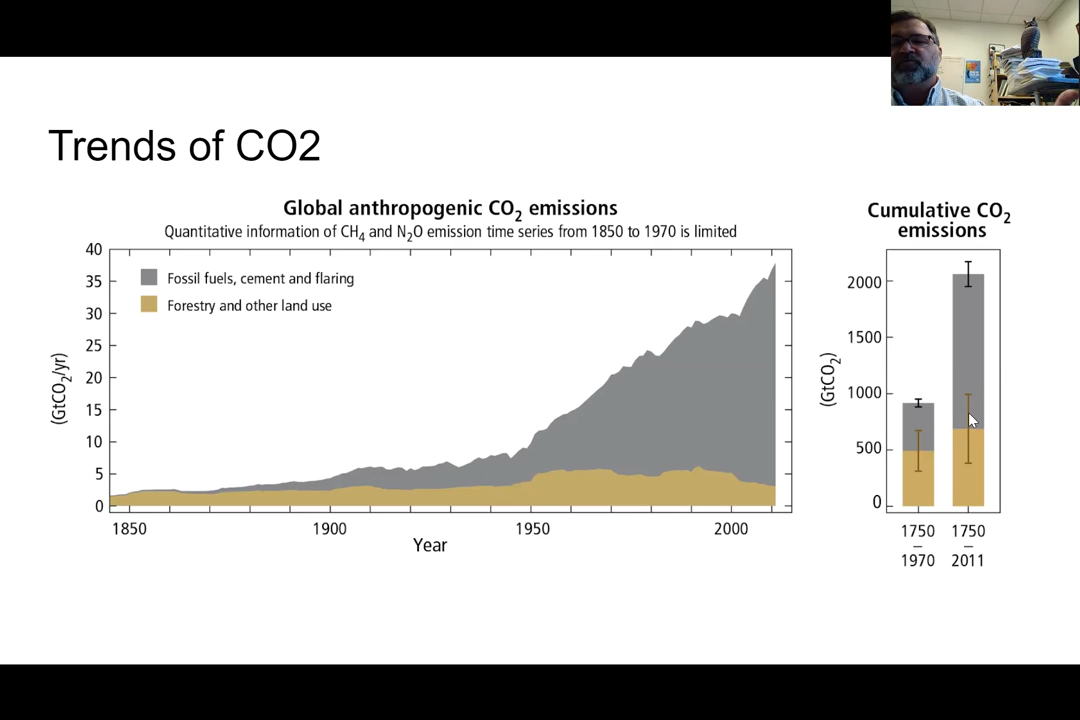 Trends of CO2
Global anthropogenic CO₂ emissions
Quantitative information of CH₄ and N₂O emission time series from 1850 to 1970 is limited
(GtCO₂/yr)
40
35
30
25
20
15
10
5
0
Fossil fuels, cement and flaring
Forestry and other land use
1850 1900 1950 2000
Year
Cumulative CO₂
emissions
(GtCO₂)
2000
1500
1000
500
0
1750 1750
– –
1970 2011